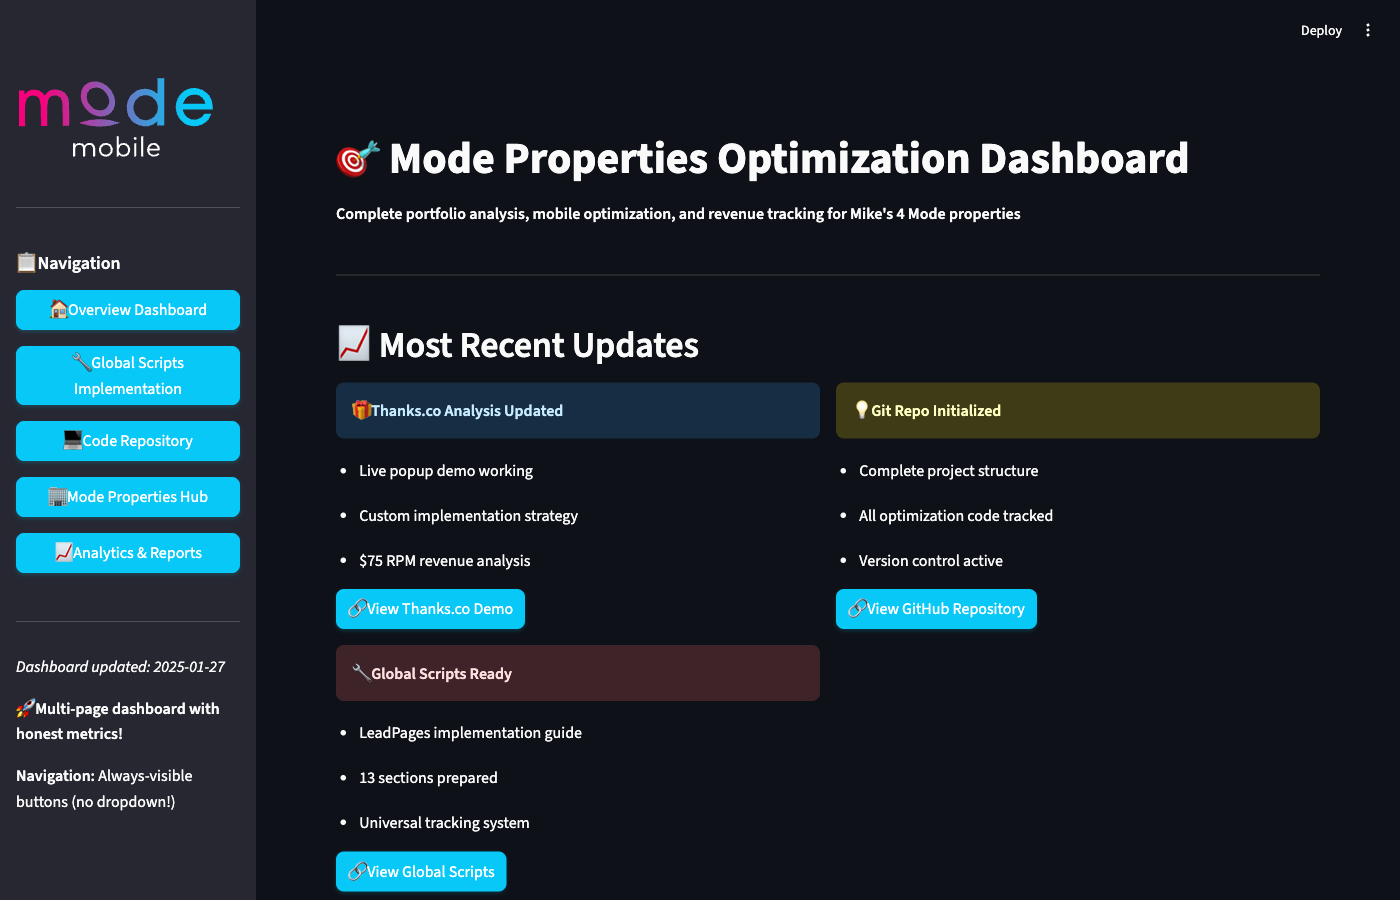 mode
mobile
📋Navigation
🏠Overview Dashboard
🔧Global Scripts
Implementation
💻Code Repository
🏢Mode Properties Hub
📈Analytics & Reports
Dashboard updated: 2025-01-27
🚀Multi-page dashboard with
honest metrics!
Navigation: Always-visible
buttons (no dropdown!)
Deploy
🎯 Mode Properties Optimization Dashboard
Complete portfolio analysis, mobile optimization, and revenue tracking for Mike's 4 Mode properties
📈 Most Recent Updates
🎁Thanks.co Analysis Updated
• Live popup demo working
• Custom implementation strategy
• $75 RPM revenue analysis
🔗View Thanks.co Demo
💡Git Repo Initialized
• Complete project structure
• All optimization code tracked
• Version control active
🔗View GitHub Repository
🔧Global Scripts Ready
• LeadPages implementation guide
• 13 sections prepared
• Universal tracking system
🔗View Global Scripts